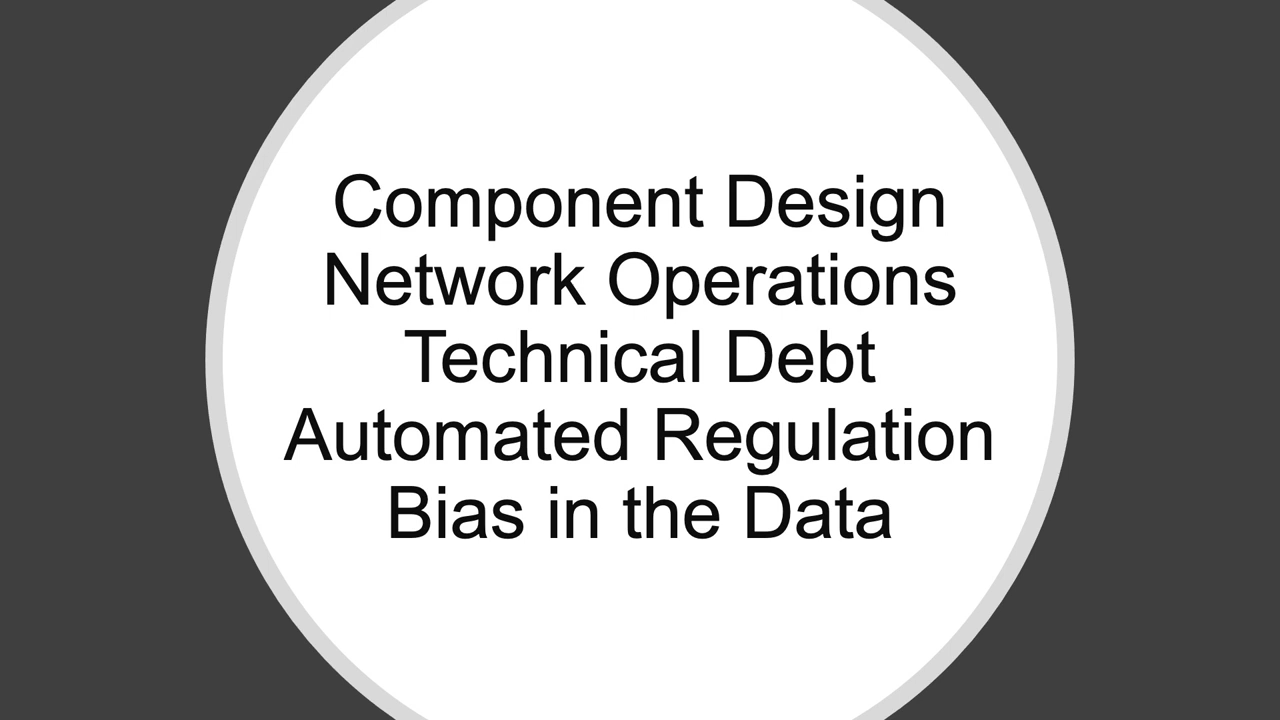 Component Design
Network Operations
Technical Debt
Automated Regulation
Bias in the Data